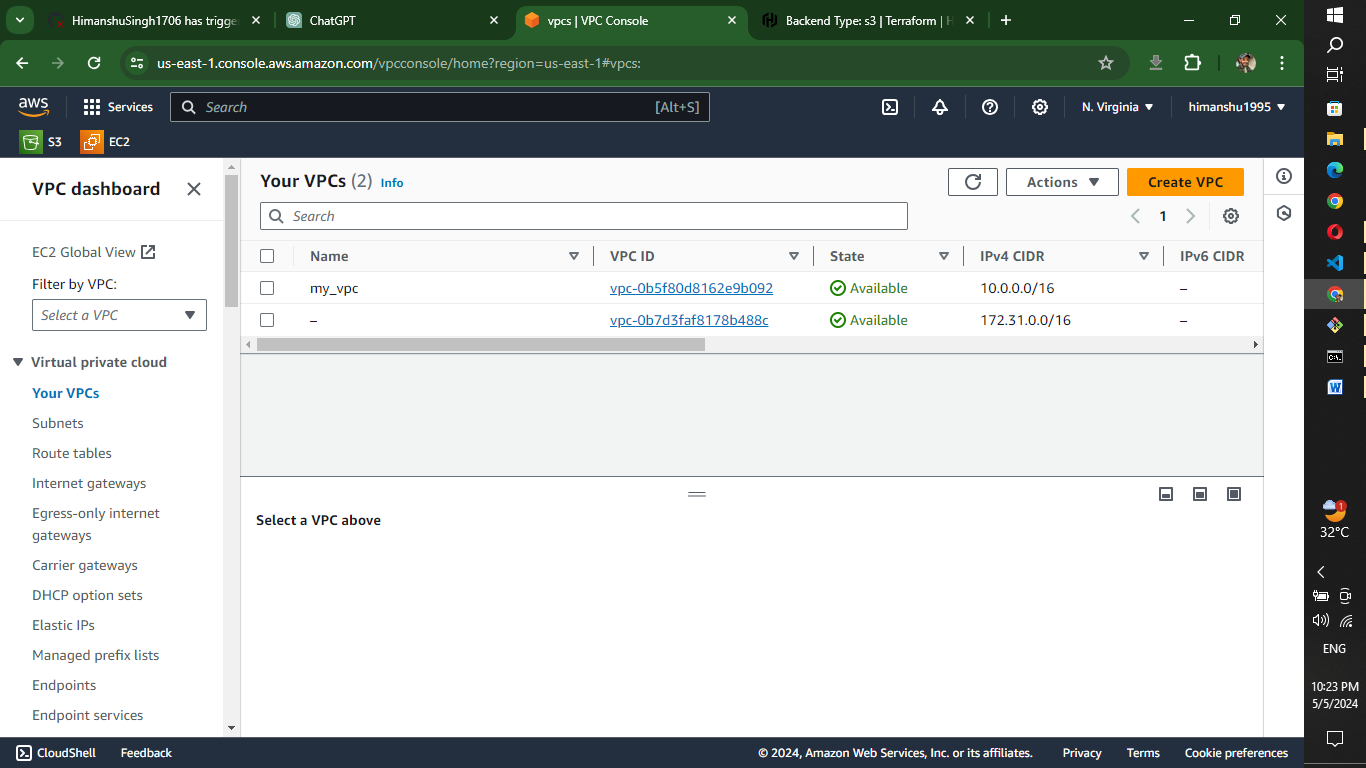 HimanshuSingh1706 has trigge
ChatGPT
vpcs | VPC Console
Backend Type: s3 | Terraform | H
us-east-1.console.aws.amazon.com/vpcconsole/home?region=us-east-1#vpcs:
aws
Services
Search
[Alt+S]
N. Virginia
himanshu1995
S3
EC2
VPC dashboard
EC2 Global View
Filter by VPC:
Select a VPC
Virtual private cloud
Your VPCs
Subnets
Route tables
Internet gateways
Egress-only internet
gateways
Carrier gateways
DHCP option sets
Elastic IPs
Managed prefix lists
Endpoints
Endpoint services
Your VPCs (2) Info
Actions
Create VPC
Search
1
Name VPC ID State IPv4 CIDR IPv6 CIDR
my_vpc vpc-0b5f80d8162e9b092 Available 10.0.0.0/16 –
– vpc-0b7d3faf8178b488c Available 172.31.0.0/16 –
Select a VPC above
CloudShell
Feedback
© 2024, Amazon Web Services, Inc. or its affiliates.
Privacy
Terms
Cookie preferences
1
32°C
ENG
10:23 PM
5/5/2024